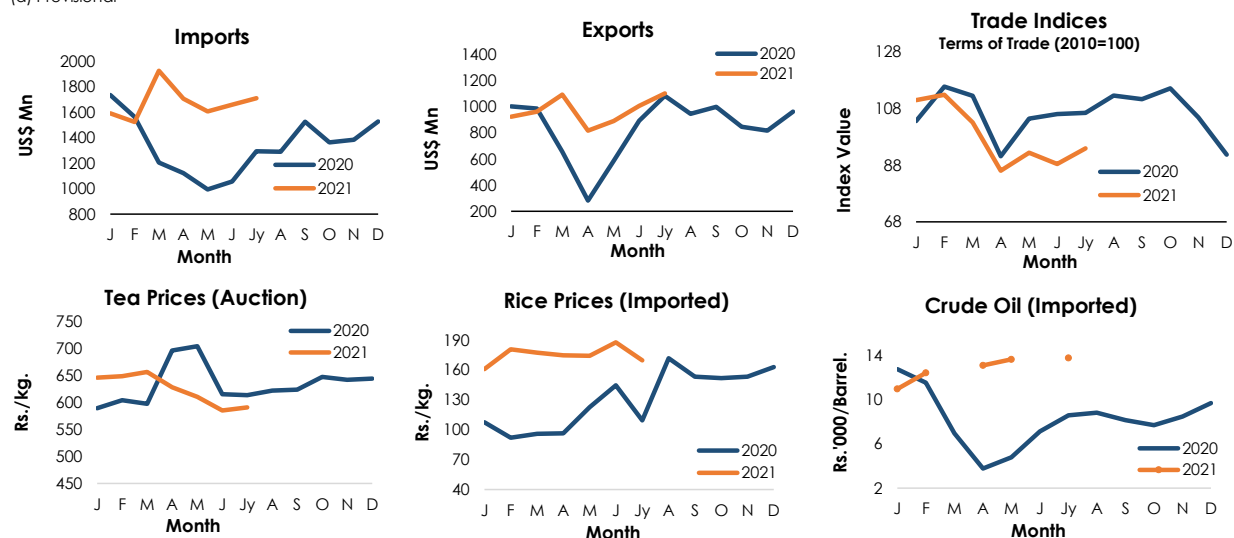 (a) Provisional
Imports
US$ Mn
2000
1800
1600
1400
1200
1000
800
2020
2021
J F M A M J Jy A S O N D
Month
Exports
US$ Mn
1400
1200
1000
800
600
400
200
2020
2021
J F M A M J Jy A S O N D
Month
Trade Indices
Terms of Trade (2010=100)
Index Value
128
108
88
68
2020
2021
J F M A M J Jy A S O N D
Month
Tea Prices (Auction)
Rs./kg.
750
700
650
600
550
500
450
2020
2021
J F M A M J Jy A S O N D
Month
Rice Prices (Imported)
Rs./kg.
190
160
130
100
70
40
2020
2021
J F M A M J Jy A S O N D
Month
Crude Oil (Imported)
Rs.'000/Barrel.
14
10
6
2
2020
2021
J F M A M J Jy A S O N D
Month